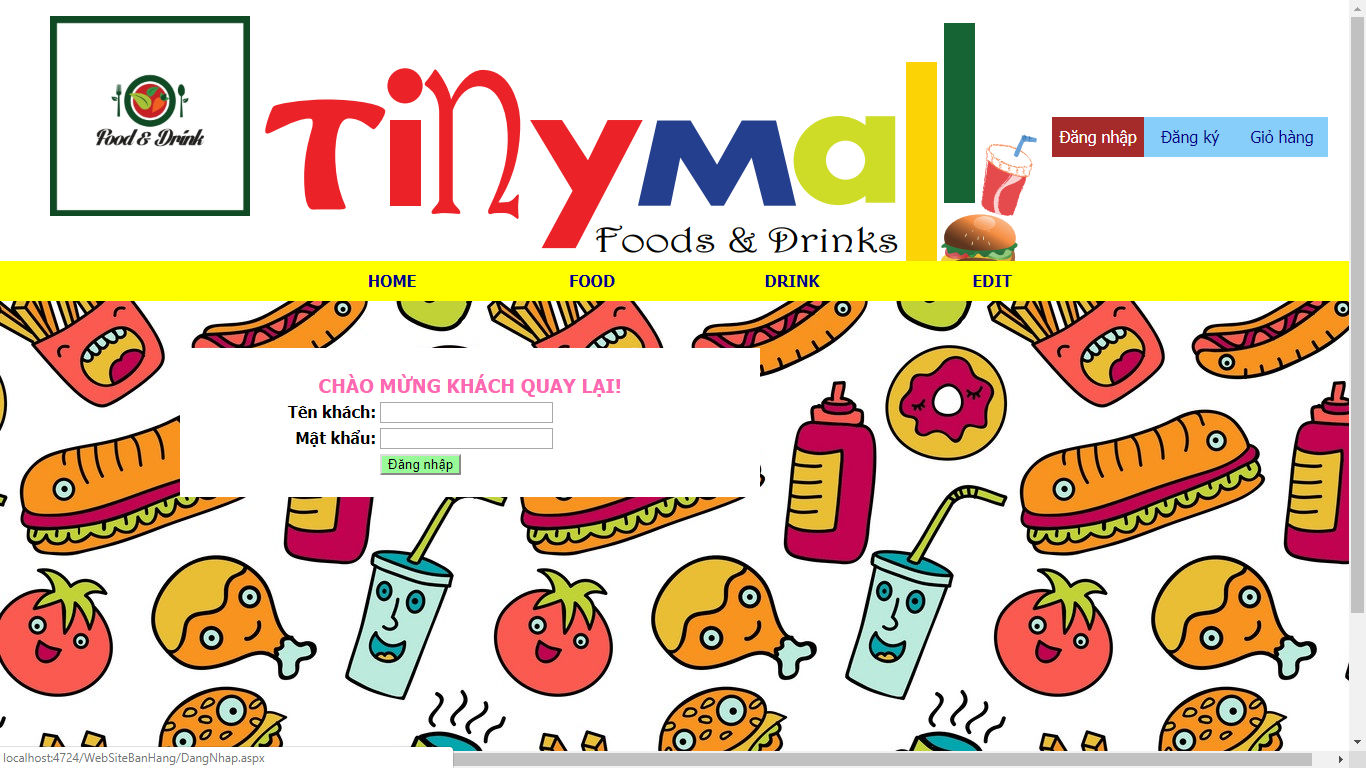 Food & Drink
Tinymall
Foods & Drinks
Đăng nhập Đăng ký Giỏ hàng
HOME FOOD DRINK EDIT
CHÀO MỪNG KHÁCH QUAY LẠI!
Tên khách:
Mật khẩu:
Đăng nhập
localhost:4724/WebSiteBanHang/DangNhap.aspx